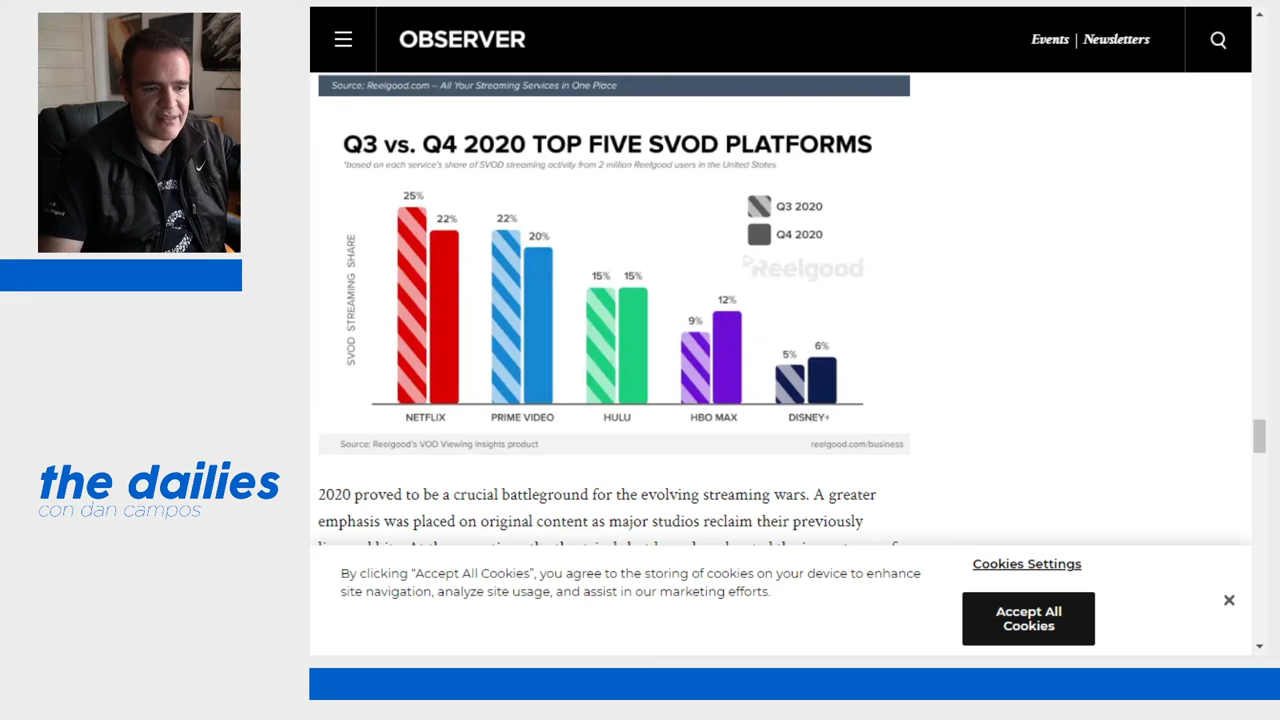 OBSERVER
Events | Newsletters
Source: Reelgood.com – All Your Streaming Services in One Place
Q3 vs. Q4 2020 TOP FIVE SVOD PLATFORMS
*based on each service's share of SVOD streaming activity from 2 million Reelgood users in the United States
SVOD STREAMING SHARE
25% 22% 22% 20% 15% 15% 9% 12% 5% 6%
Q3 2020
Q4 2020
Reelgood
NETFLIX PRIME VIDEO HULU HBO MAX DISNEY+
Source: Reelgood's VOD Viewing Insights product reelgood.com/business
2020 proved to be a crucial battleground for the evolving streaming wars. A greater
emphasis was placed on original content as major studios reclaim their previously
By clicking “Accept All Cookies”, you agree to the storing of cookies on your device to enhance
site navigation, analyze site usage, and assist in our marketing efforts.
Cookies Settings
Accept All
Cookies
the dailies
con dan campos